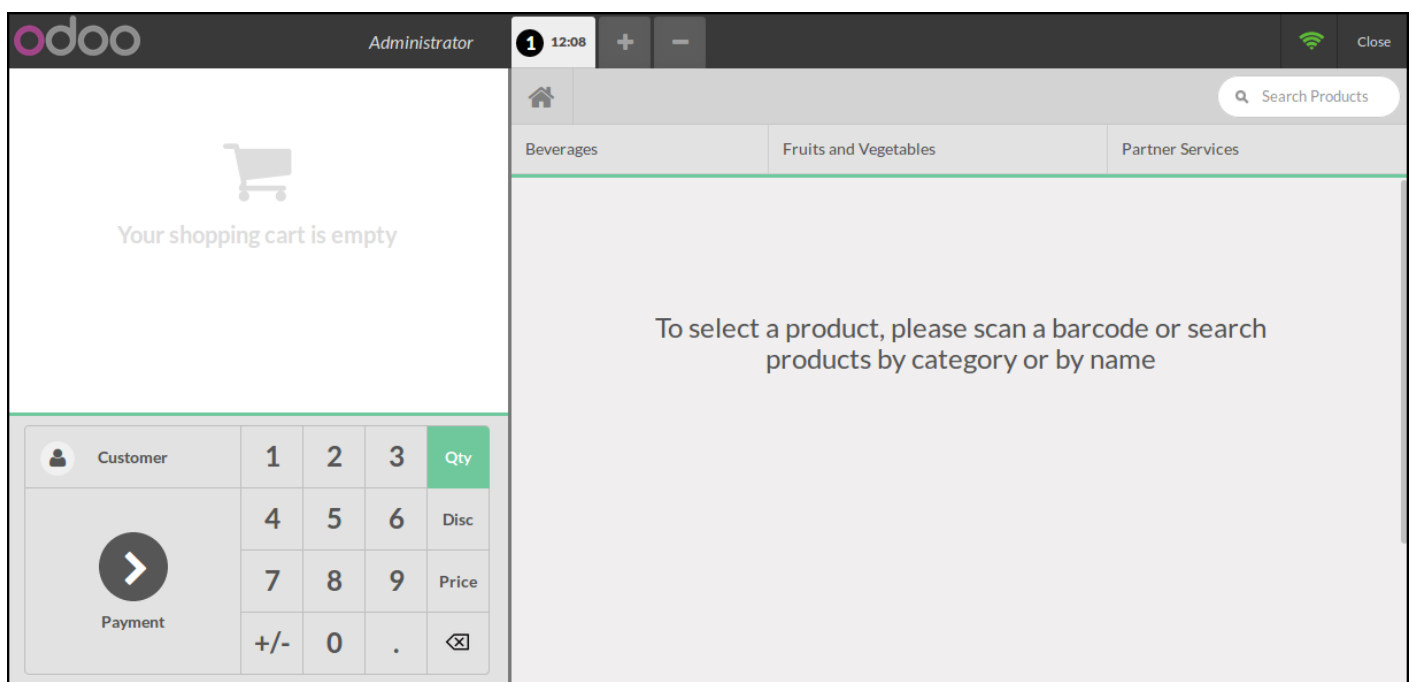 odoo
Administrator
1 12:08
+
−
Close
Search Products
Beverages
Fruits and Vegetables
Partner Services
Your shopping cart is empty
To select a product, please scan a barcode or search
products by category or by name
Customer
1 2 3 Qty
4 5 6 Disc
7 8 9 Price
Payment
+/- 0 .